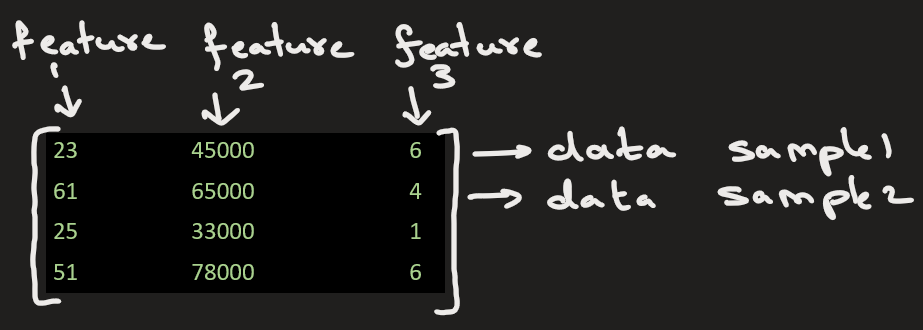 feature feature feature
1 2 3
23 45000 6 data sample1
61 65000 4 data sample2
25 33000 1
51 78000 6